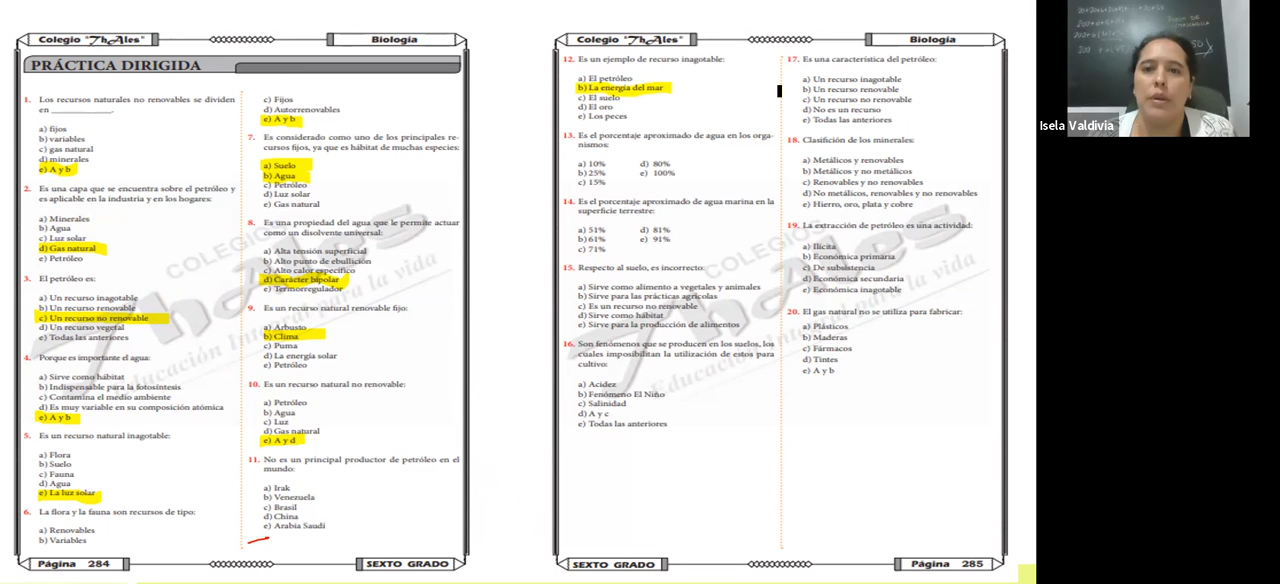 Colegio "ThAles"
Biología
PRÁCTICA DIRIGIDA
1. Los recursos naturales no renovables se dividen
en ____________.
a) fijos
b) variables
c) gas natural
d) minerales
e) A y b
2. Es una capa que se encuentra sobre el petróleo y
es aplicable en la industria y en los hogares:
a) Minerales
b) Agua
c) Luz solar
d) Gas natural
e) Petróleo
3. El petróleo es:
a) Un recurso inagotable
b) Un recurso renovable
c) Un recurso no renovable
d) Un recurso vegetal
e) Todas las anteriores
4. Porque es importante el agua:
a) Sirve como hábitat
b) Indispensable para la fotosíntesis
c) Contamina el medio ambiente
d) Es muy variable en su composición atómica
e) A y b
5. Es un recurso natural inagotable:
a) Flora
b) Suelo
c) Fauna
d) Agua
e) La luz solar
6. La flora y la fauna son recursos de tipo:
a) Renovables
b) Variables
c) Fijos
d) Autorrenovables
e) A y b
7. Es considerado como uno de los principales re-
cursos fijos, ya que es hábitat de muchas especies:
a) Suelo
b) Agua
c) Petróleo
d) Luz solar
e) Gas natural
8. Es una propiedad del agua que le permite actuar
como un disolvente universal:
a) Alta tensión superficial
b) Alto punto de ebullición
c) Alto calor específico
d) Carácter bipolar
e) Termorregulador
9. Es un recurso natural renovable fijo:
a) Arbusto
b) Clima
c) Puma
d) La energía solar
e) Petróleo
10. Es un recurso natural no renovable:
a) Petróleo
b) Agua
c) Luz
d) Gas natural
e) A y d
11. No es un principal productor de petróleo en el
mundo:
a) Irak
b) Venezuela
c) Brasil
d) China
e) Arabia Saudi
Página 284
SEXTO GRADO
Colegio "ThAles"
Biología
12. Es un ejemplo de recurso inagotable:
a) El petróleo
b) La energía del mar
c) El suelo
d) El oro
e) Los peces
13. Es el porcentaje aproximado de agua en los orga-
nismos:
a) 10% d) 80%
b) 25% e) 100%
c) 15%
14. Es el porcentaje aproximado de agua marina en la
superficie terrestre:
a) 51% d) 81%
b) 61% e) 91%
c) 71%
15. Respecto al suelo, es incorrecto:
a) Sirve como alimento a vegetales y animales
b) Sirve para las prácticas agrícolas
c) Es un recurso no renovable
d) Sirve como hábitat
e) Sirve para la producción de alimentos
16. Son fenómenos que se producen en los suelos, los
cuales imposibilitan la utilización de estos para
cultivo:
a) Acidez
b) Fenómeno El Niño
c) Salinidad
d) A y c
e) Todas las anteriores
17. Es una característica del petróleo:
a) Un recurso inagotable
b) Un recurso renovable
c) Un recurso no renovable
d) No es un recurso
e) Todas las anteriores
18. Clasifición de los minerales:
a) Metálicos y renovables
b) Metálicos y no metálicos
c) Renovables y no renovables
d) No metálicos, renovables y no renovables
e) Hierro, oro, plata y cobre
19. La extracción de petróleo es una actividad:
a) Ilícita
b) Económica primaria
c) De subsistencia
d) Económica secundaria
e) Económica inagotable
20. El gas natural no se utiliza para fabricar:
a) Plásticos
b) Maderas
c) Fármacos
d) Tintes
e) A y b
SEXTO GRADO
Página 285
COLEGIOS
ThAles
Educación Integral para la vida
COLEGIOS
ThAles
Educación Integral para la vida
Isela Valdivia